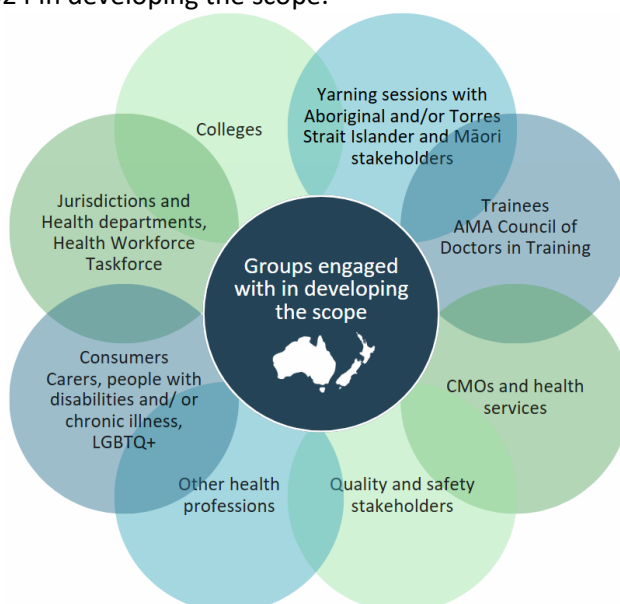 in developing the scope.
Colleges
Yarning sessions with
Aboriginal and/or Torres
Strait Islander and Māori
stakeholders
Trainees
AMA Council of
Doctors in Training
CMOs and health
services
Quality and safety
stakeholders
Other health
professions
Consumers
Carers, people with
disabilities and/ or
chronic illness,
LGBTQ+
Jurisdictions and
Health departments,
Health Workforce
Taskforce
Groups engaged
with in developing
the scope